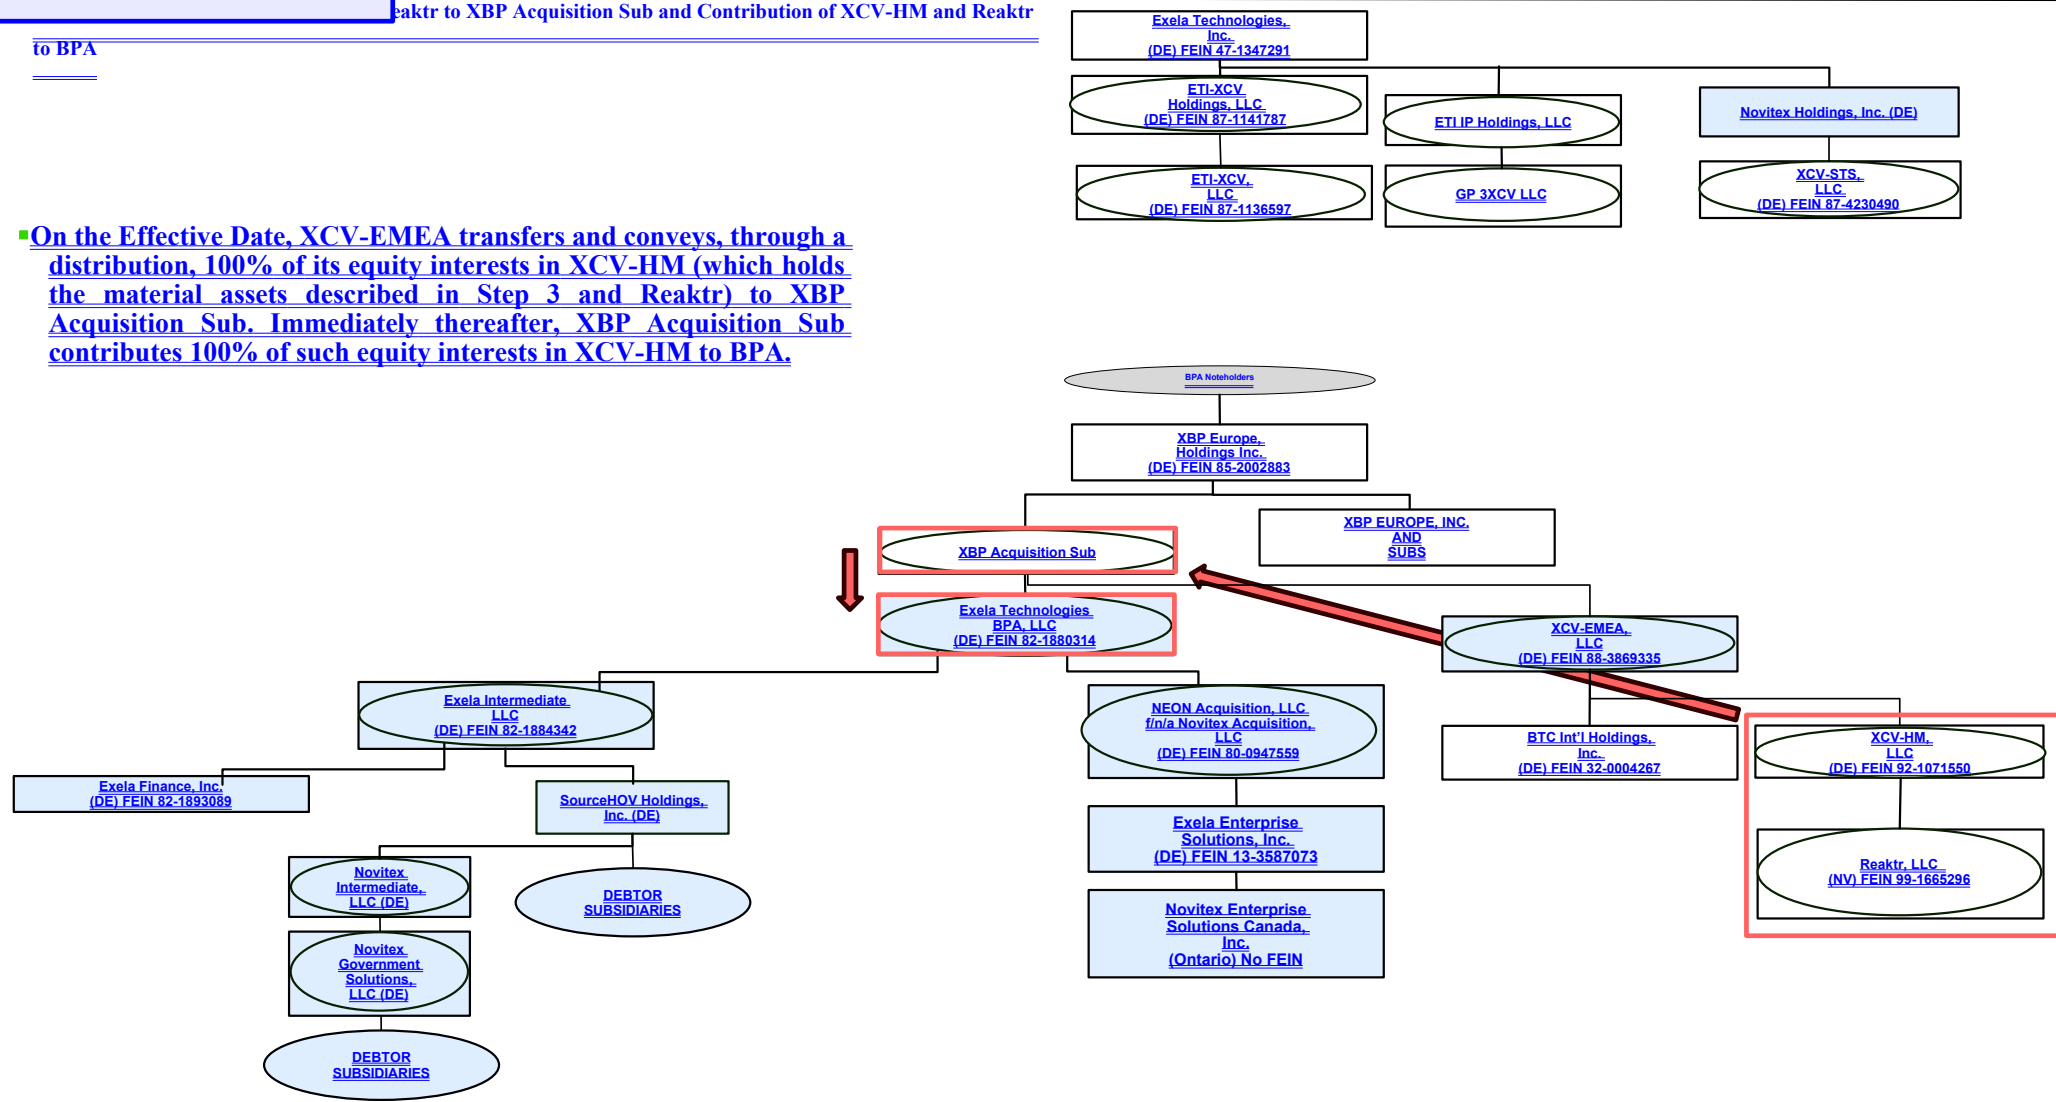 eaktr to XBP Acquisition Sub and Contribution of XCV-HM and Reaktr
to BPA
On the Effective Date, XCV-EMEA transfers and conveys, through a
distribution, 100% of its equity interests in XCV-HM (which holds
the material assets described in Step 3 and Reaktr) to XBP
Acquisition Sub. Immediately thereafter, XBP Acquisition Sub
contributes 100% of such equity interests in XCV-HM to BPA.
Exela Technologies,
Inc.
(DE) FEIN 47-1347291
ETI-XCV
Holdings, LLC
(DE) FEIN 87-1141787
ETI IP Holdings, LLC
Novitex Holdings, Inc. (DE)
ETI-XCV,
LLC
(DE) FEIN 87-1136597
GP 3XCV LLC
XCV-STS,
LLC
(DE) FEIN 87-4230490
BPA Noteholders
XBP Europe,
Holdings Inc.
(DE) FEIN 85-2002883
XBP Acquisition Sub
XBP EUROPE, INC.
AND
SUBS
Exela Technologies
BPA, LLC
(DE) FEIN 82-1880314
XCV-EMEA,
LLC
(DE) FEIN 88-3869335
Exela Intermediate
LLC
(DE) FEIN 82-1884342
NEON Acquisition, LLC
f/n/a Novitex Acquisition,
LLC
(DE) FEIN 80-0947559
BTC Int'l Holdings,
Inc.
(DE) FEIN 32-0004267
XCV-HM,
LLC
(DE) FEIN 92-1071550
Exela Finance, Inc.
(DE) FEIN 82-1893089
SourceHOV Holdings,
Inc. (DE)
Exela Enterprise
Solutions, Inc.
(DE) FEIN 13-3587073
Reaktr, LLC
(NV) FEIN 99-1665296
Novitex
Intermediate,
LLC (DE)
DEBTOR
SUBSIDIARIES
Novitex Enterprise
Solutions Canada,
Inc.
(Ontario) No FEIN
Novitex
Government
Solutions,
LLC (DE)
DEBTOR
SUBSIDIARIES